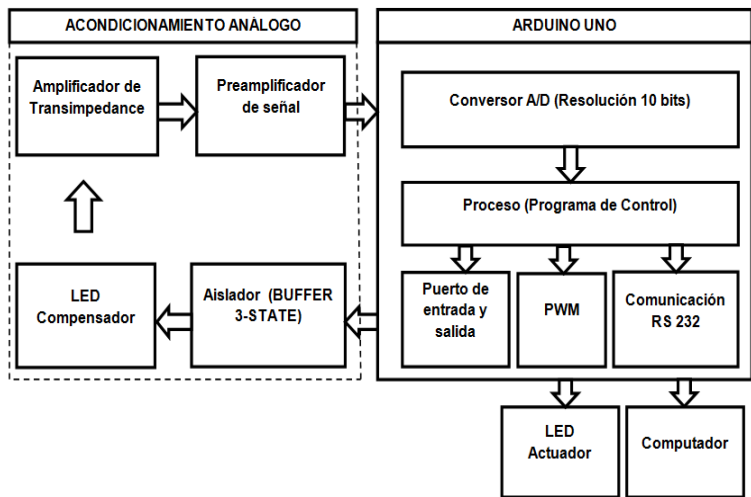 ACONDICIONAMIENTO ANÁLOGO
Amplificador de
Transimpedance
Preamplificador
de señal
LED
Compensador
Aislador (BUFFER
3-STATE)
ARDUINO UNO
Conversor A/D (Resolución 10 bits)
Proceso (Programa de Control)
Puerto de
entrada y
salida
PWM
Comunicación
RS 232
LED
Actuador
Computador